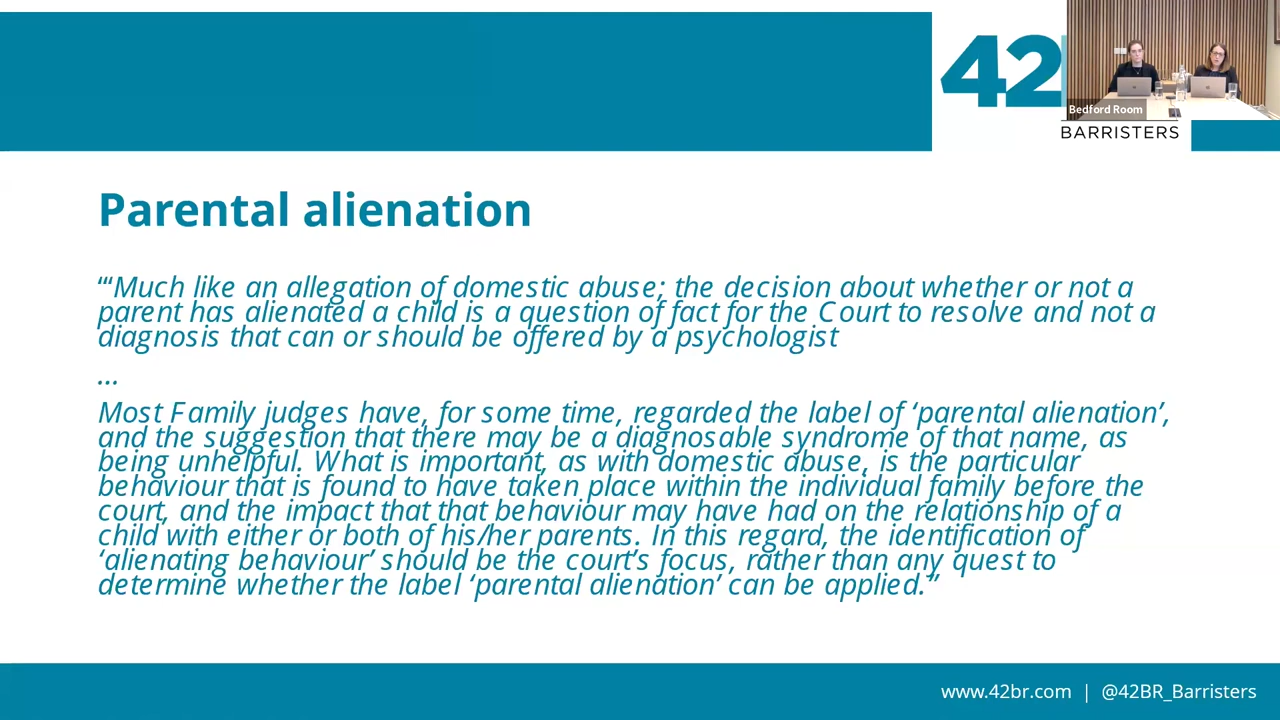 42
Bedford Room
BARRISTERS
Parental alienation
“‘Much like an allegation of domestic abuse; the decision about whether or not a
parent has alienated a child is a question of fact for the Court to resolve and not a
diagnosis that can or should be offered by a psychologist
...
Most Family judges have, for some time, regarded the label of ‘parental alienation’,
and the suggestion that there may be a diagnosable syndrome of that name, as
being unhelpful. What is important, as with domestic abuse, is the particular
behaviour that is found to have taken place within the individual family before the
court, and the impact that that behaviour may have had on the relationship of a
child with either or both of his/her parents. In this regard, the identification of
‘alienating behaviour’ should be the court’s focus, rather than any quest to
determine whether the label ‘parental alienation’ can be applied.”
www.42br.com | @42BR_Barristers